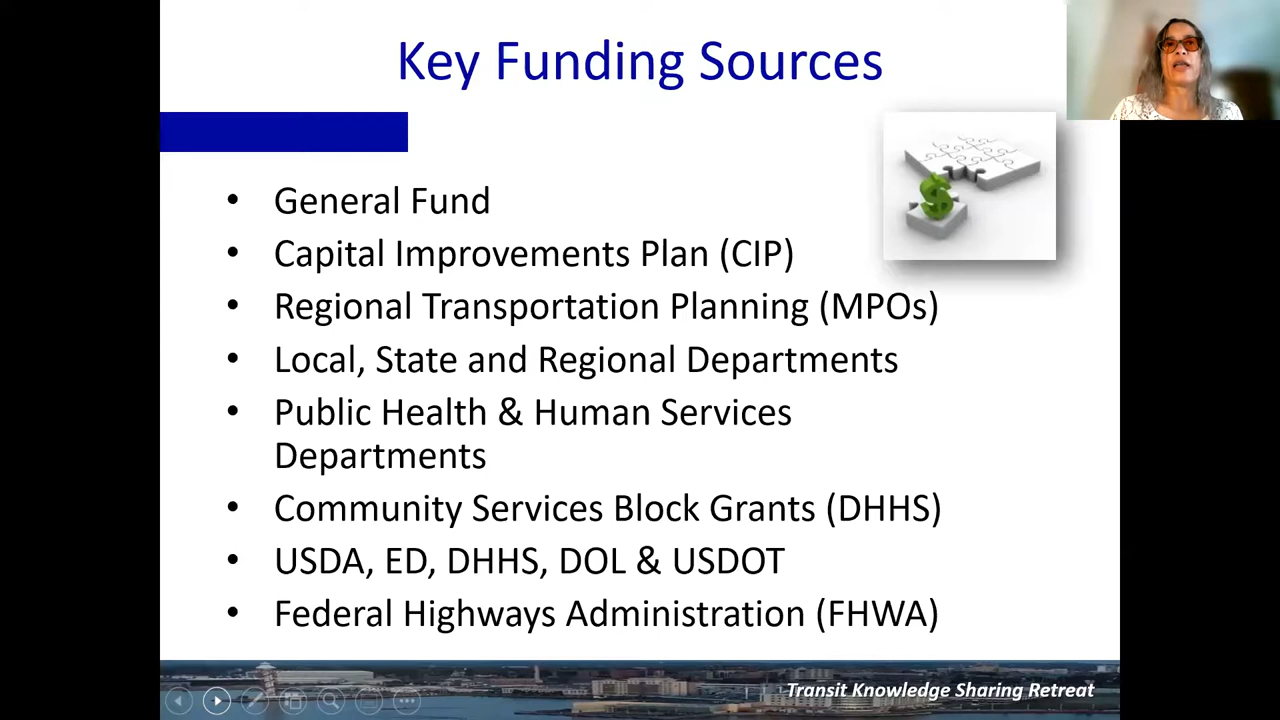 Key Funding Sources
• General Fund
• Capital Improvements Plan (CIP)
• Regional Transportation Planning (MPOs)
• Local, State and Regional Departments
• Public Health & Human Services
Departments
• Community Services Block Grants (DHHS)
• USDA, ED, DHHS, DOL & USDOT
• Federal Highways Administration (FHWA)
Transit Knowledge Sharing Retreat